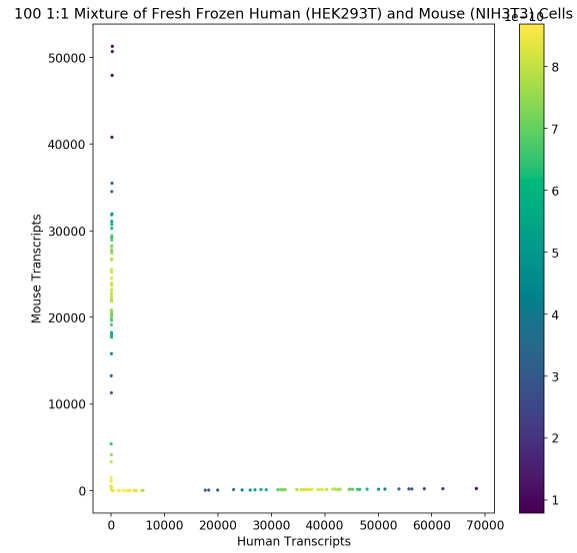 100 1:1 Mixture of Fresh Frozen Human (HEK293T) and Mouse (NIH3T3) Cells
1e−10
50000
40000
30000
20000
10000
0
Mouse Transcripts
0 10000 20000 30000 40000 50000 60000 70000
Human Transcripts
8
7
6
5
4
3
2
1